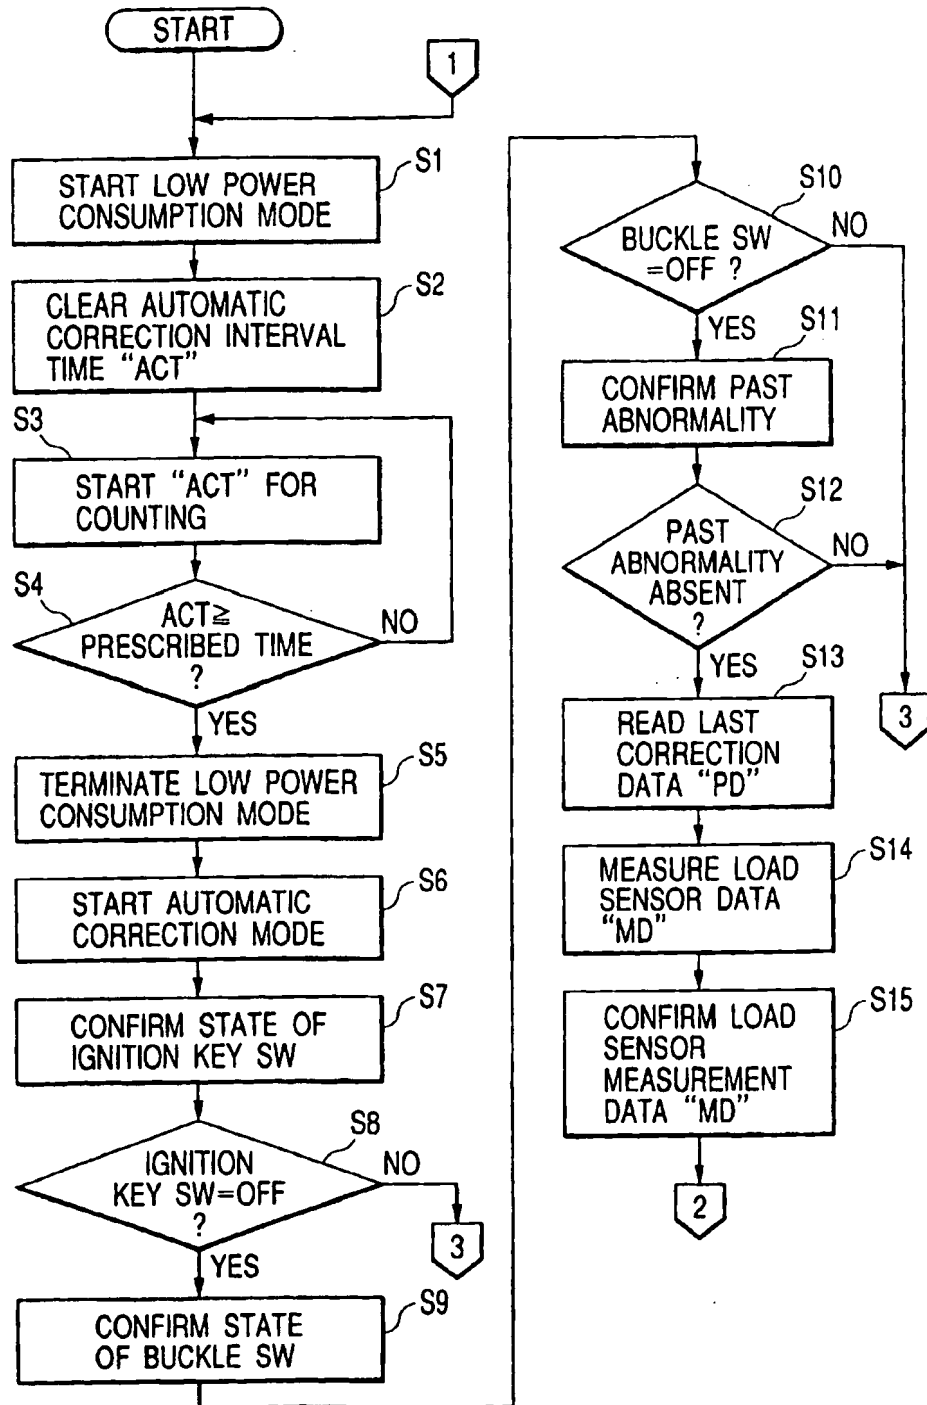 START
1
S1
START LOW POWER
CONSUMPTION MODE
S2
CLEAR AUTOMATIC
CORRECTION INTERVAL
TIME “ACT”
S3
START “ACT” FOR
COUNTING
S4
ACT≧
PRESCRIBED TIME
?
NO
YES
S5
TERMINATE LOW POWER
CONSUMPTION MODE
S6
START AUTOMATIC
CORRECTION MODE
S7
CONFIRM STATE OF
IGNITION KEY SW
S8
IGNITION
KEY SW=OFF
?
NO
3
YES
S9
CONFIRM STATE
OF BUCKLE SW
S10
BUCKLE SW
=OFF ?
NO
YES
S11
CONFIRM PAST
ABNORMALITY
S12
PAST
ABNORMALITY
ABSENT
?
NO
YES
3
S13
READ LAST
CORRECTION
DATA “PD”
S14
MEASURE LOAD
SENSOR DATA
“MD”
S15
CONFIRM LOAD
SENSOR
MEASUREMENT
DATA “MD”
2